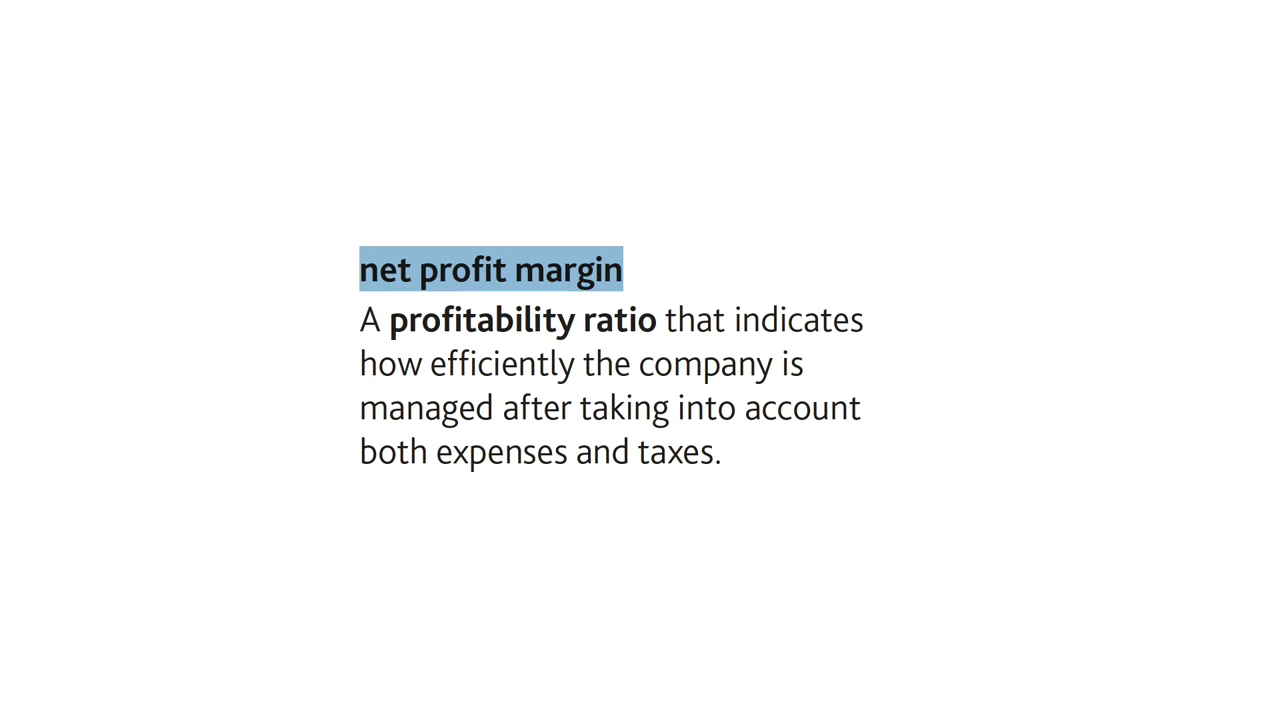 net profit margin
A profitability ratio that indicates
how efficiently the company is
managed after taking into account
both expenses and taxes.